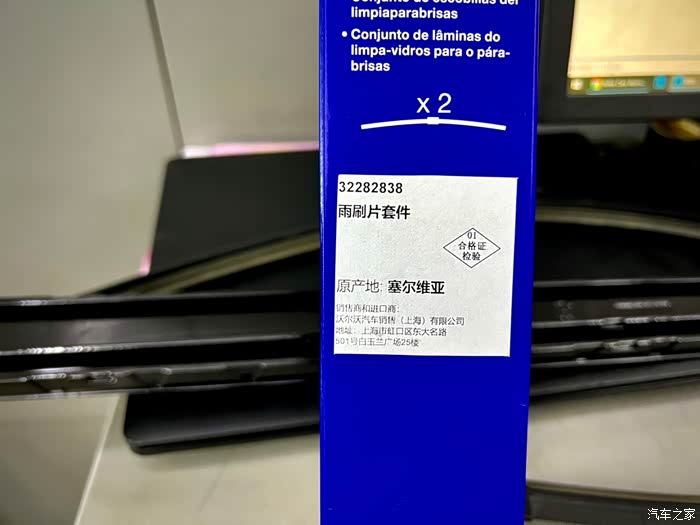 Conjunto de escobillas del
limpiaparabrisas
• Conjunto de lâminas do
limpa-vidros para o pára-
brisas
x 2
32282838
雨刷片套件
01
合格证
检验
原产地: 塞尔维亚
销售商和进口商:
沃尔沃汽车销售（上海）有限公司
地址: 上海市虹口区东大名路
501号白玉兰广场25楼
汽车之家